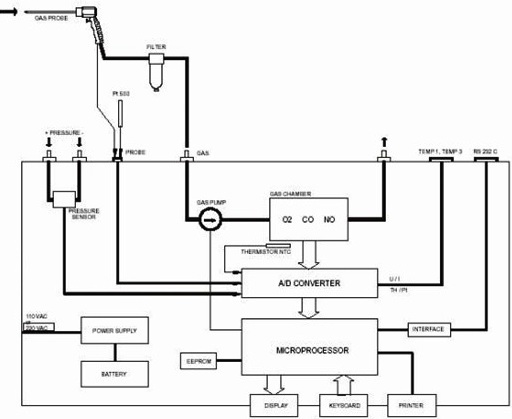 GAS PROBE
FILTER
Pt 500
+ PRESSURE -
PROBE
GAS
TEMP 1, TEMP 3
RS 232 C
GAS CHAMBER
GAS PUMP
O2 CO NO
PRESSURE
SENSOR
THERMISTOR NTC
A/D CONVERTER
U / I
TH / Pt
110 VAC
220 VAC
POWER SUPPLY
INTERFACE
MICROPROCESSOR
EEPROM
BATTERY
DISPLAY
KEYBOARD
PRINTER